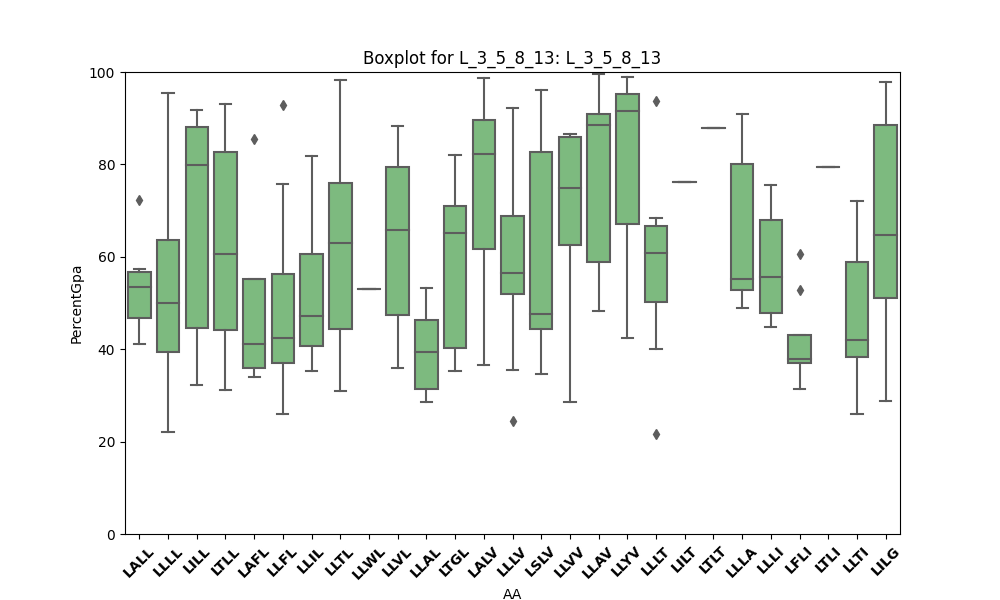 Boxplot for L_3_5_8_13: L_3_5_8_13
100
80
60
40
20
0
PercentGpa
LALL LLLL LILL LTLL LAFL LLFL LLIL LLTL LLWL LLVL LLAL LTGL LALV LLLV LSLV LLVV LLAV LLYV LLLT LILT LTLT LLLA LLLI LFLI LTLI LLTI LILG
AA